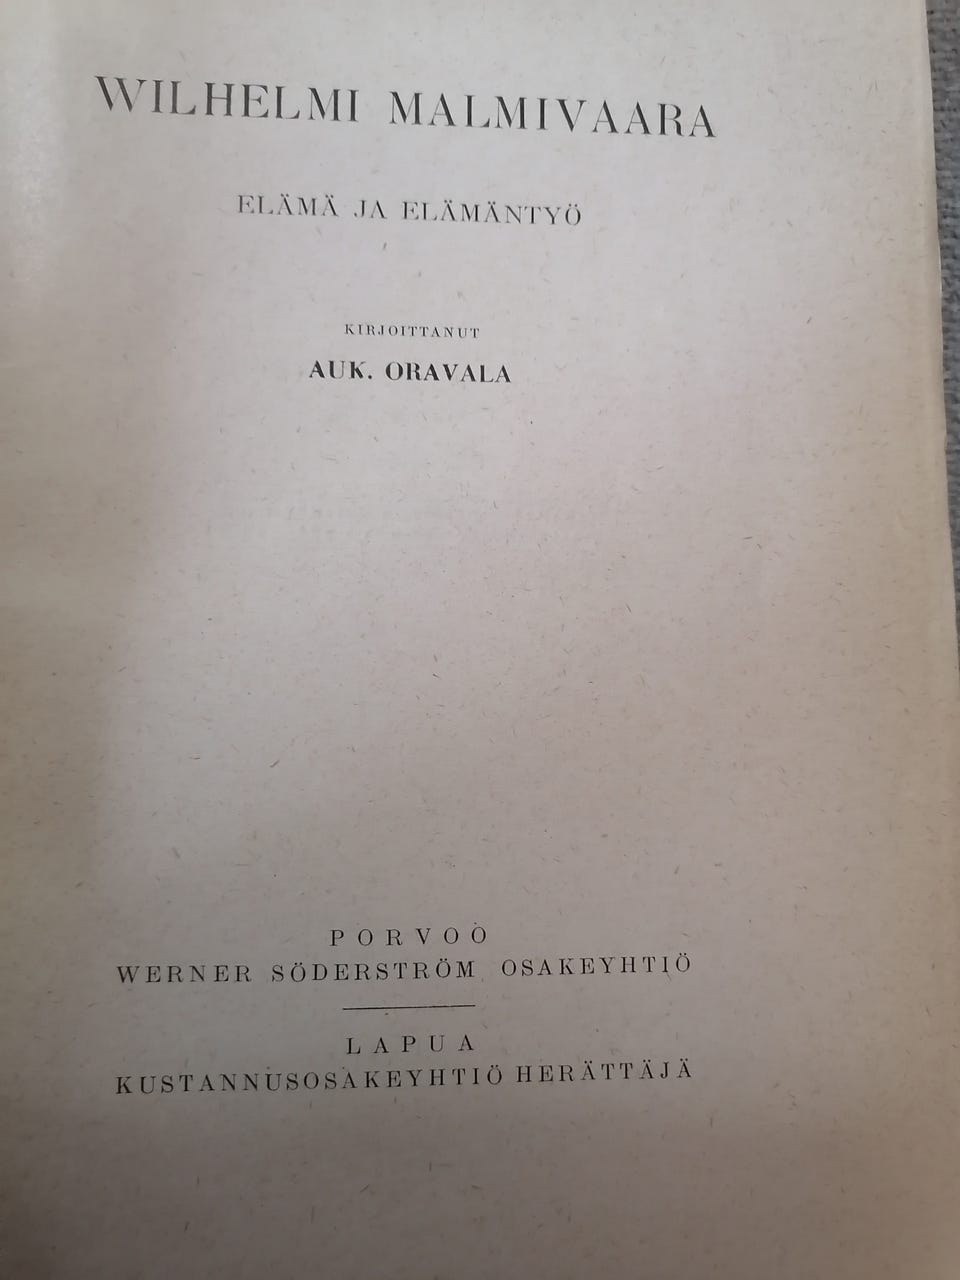 WILHELMI MALMIVAARA
ELÄMÄ JA ELÄMÄNTYÖ
KIRJOITTANUT
AUK. ORAVALA
PORVOO
WERNER SÖDERSTRÖM OSAKEYHTIÖ
LAPUA
KUSTANNUSOSAKEYHTIÖ HERÄTTÄJÄ